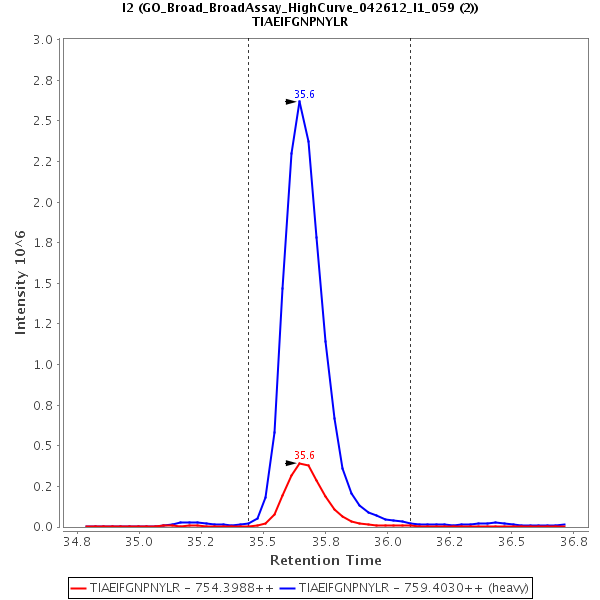 I2 (GO_Broad_BroadAssay_HighCurve_042612_I1_059 (2))
TIAEIFGNPNYLR
3.0
2.8
2.5
2.2
2.0
1.8
1.5
1.2
1.0
0.8
0.5
0.2
0.0
Intensity 10^6
35.6
35.6
34.8 35.0 35.2 35.5 35.8 36.0 36.2 36.5 36.8
Retention Time
TIAEIFGNPNYLR - 754.3988++ TIAEIFGNPNYLR - 759.4030++ (heavy)